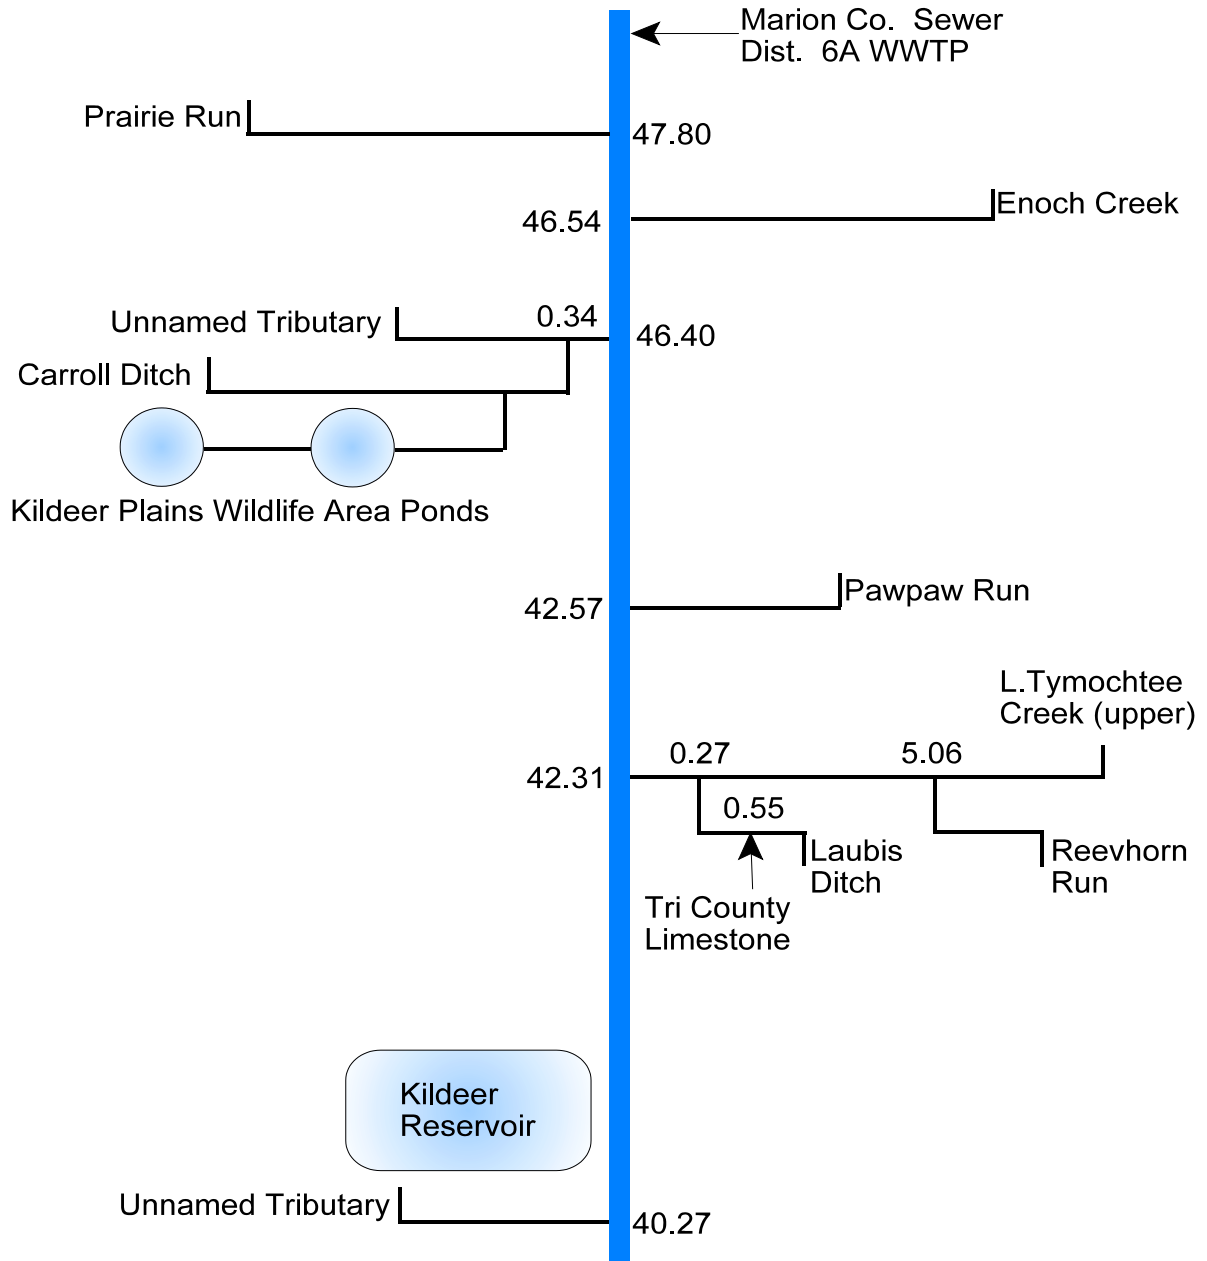 Marion Co.  Sewer
Dist.  6A WWTP
Prairie Run
47.80
Enoch Creek
46.54
Unnamed Tributary
0.34
46.40
Carroll Ditch
Kildeer Plains Wildlife Area Ponds
Pawpaw Run
42.57
L.Tymochtee
Creek (upper)
0.27
5.06
42.31
0.55
Laubis
Ditch
Reevhorn
Run
Tri County
Limestone
Kildeer
Reservoir
Unnamed Tributary
40.27